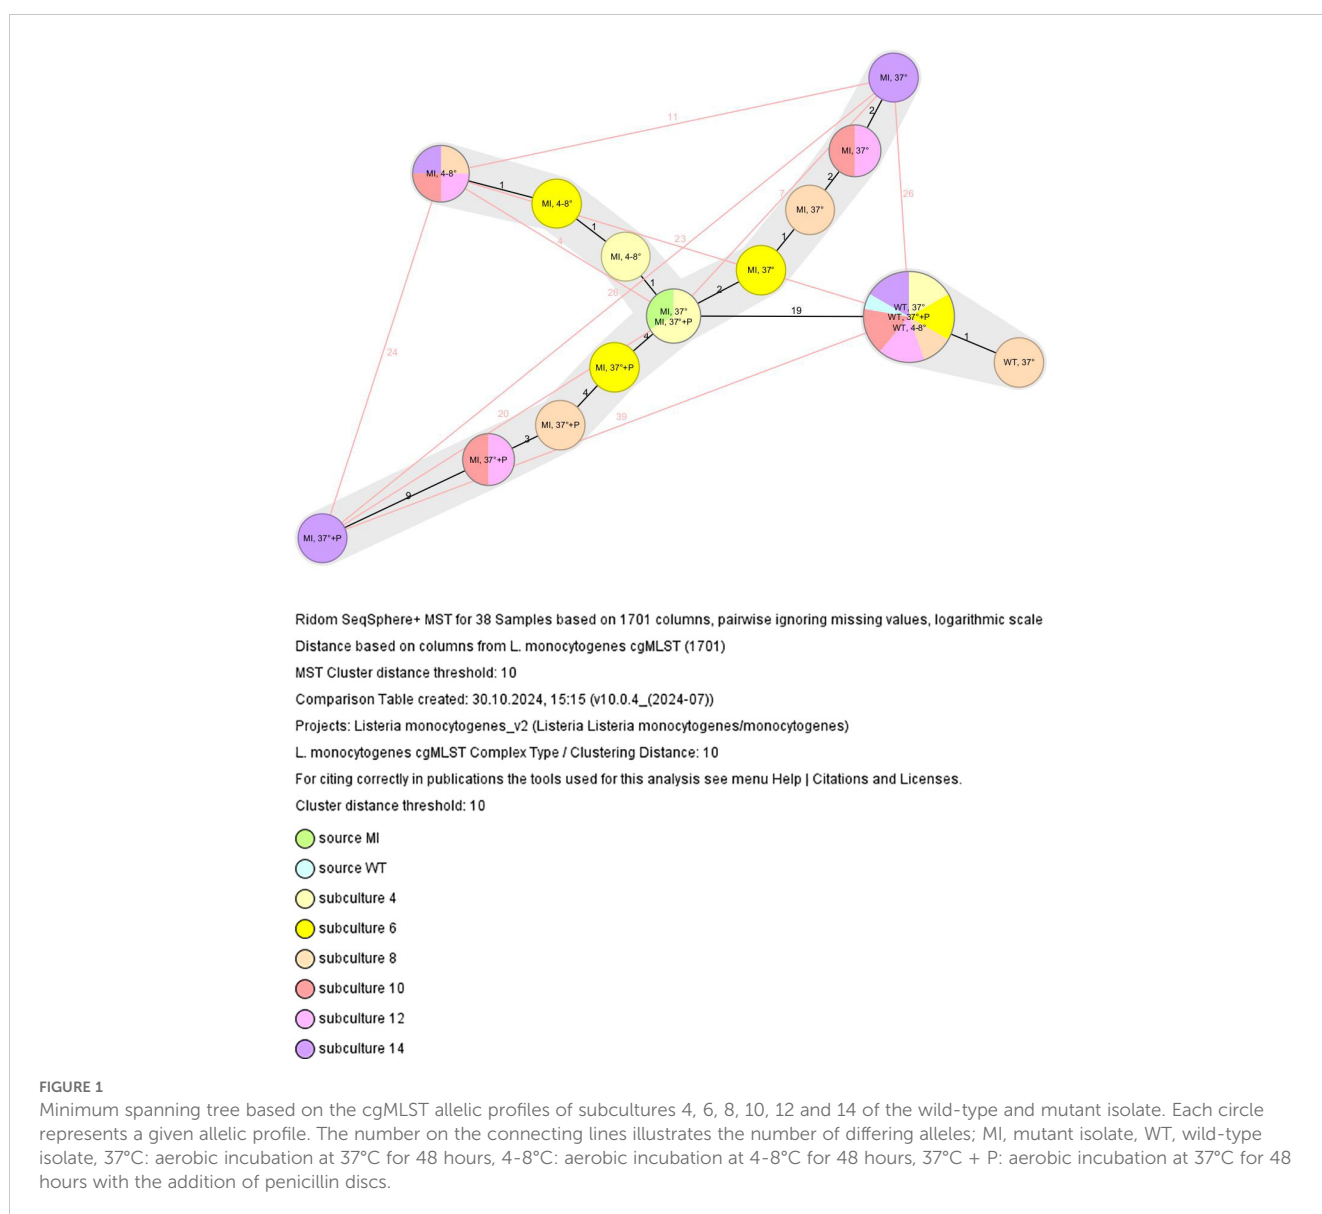 MI, 37°
2
11
MI, 37°
MI, 4-8°
2
1
7
26
MI, 4-8°
MI, 37°
1
1
4
23
MI, 4-8°
MI, 37°
1
2
26
MI, 37°
MI, 37°+P
19
WT, 37°
WT, 37°+P
WT, 4-8°
4
1
24
MI, 37°+P
WT, 37°
4
20
39
MI, 37°+P
3
MI, 37°+P
9
MI, 37°+P
Ridom SeqSphere+ MST for 38 Samples based on 1701 columns, pairwise ignoring missing values, logarithmic scale
Distance based on columns from L. monocytogenes cgMLST (1701)
MST Cluster distance threshold: 10
Comparison Table created: 30.10.2024, 15:15 (v10.0.4_(2024-07))
Projects: Listeria monocytogenes_v2 (Listeria Listeria monocytogenes/monocytogenes)
L. monocytogenes cgMLST Complex Type / Clustering Distance: 10
For citing correctly in publications the tools used for this analysis see menu Help | Citations and Licenses.
Cluster distance threshold: 10
source MI
source WT
subculture 4
subculture 6
subculture 8
subculture 10
subculture 12
subculture 14
FIGURE 1
Minimum spanning tree based on the cgMLST allelic profiles of subcultures 4, 6, 8, 10, 12 and 14 of the wild-type and mutant isolate. Each circle
represents a given allelic profile. The number on the connecting lines illustrates the number of differing alleles; MI, mutant isolate, WT, wild-type
isolate, 37°C: aerobic incubation at 37°C for 48 hours, 4-8°C: aerobic incubation at 4-8°C for 48 hours, 37°C + P: aerobic incubation at 37°C for 48
hours with the addition of penicillin discs.